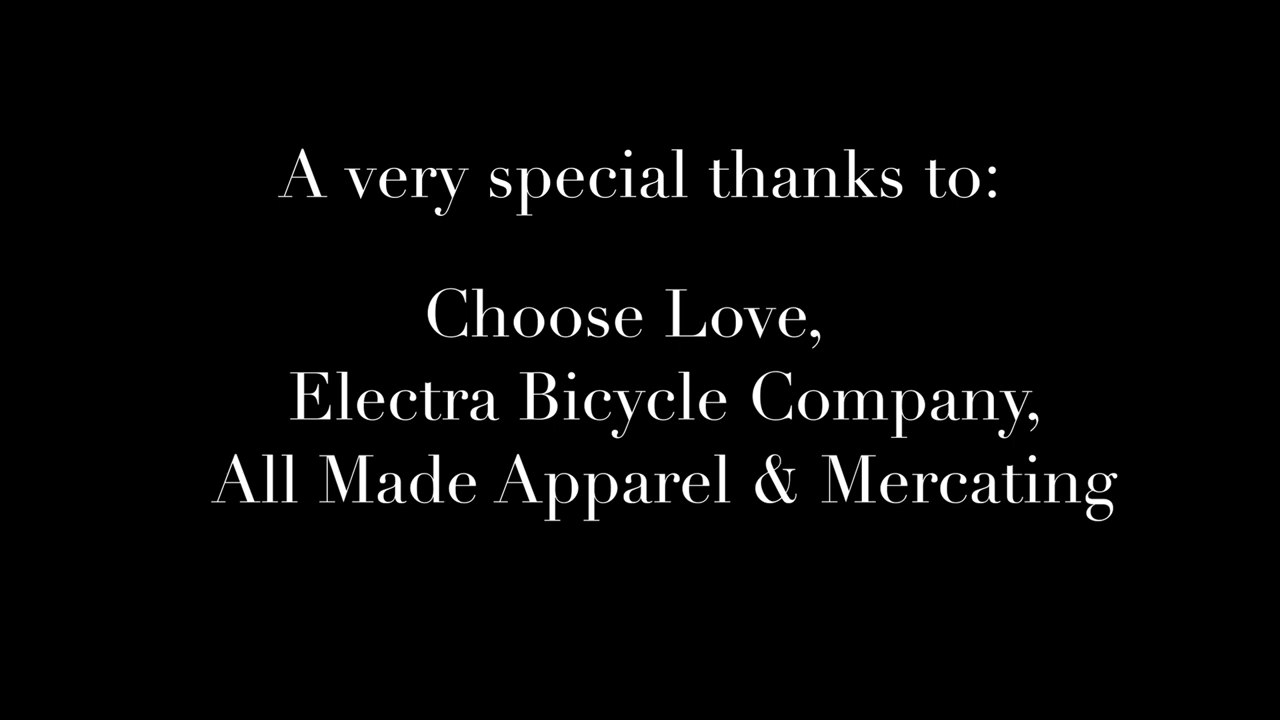 A very special thanks to:
Choose Love,
Electra Bicycle Company,
All Made Apparel & Mercating